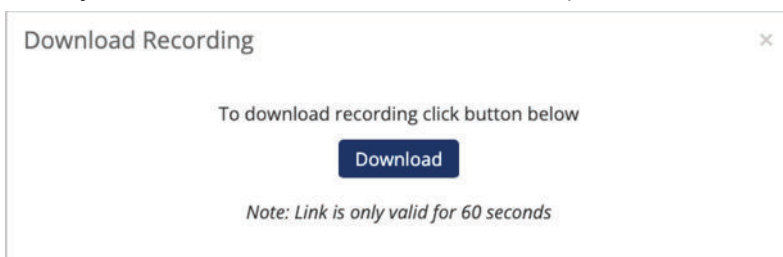 Download Recording ×
To download recording click button below
Download
Note: Link is only valid for 60 seconds